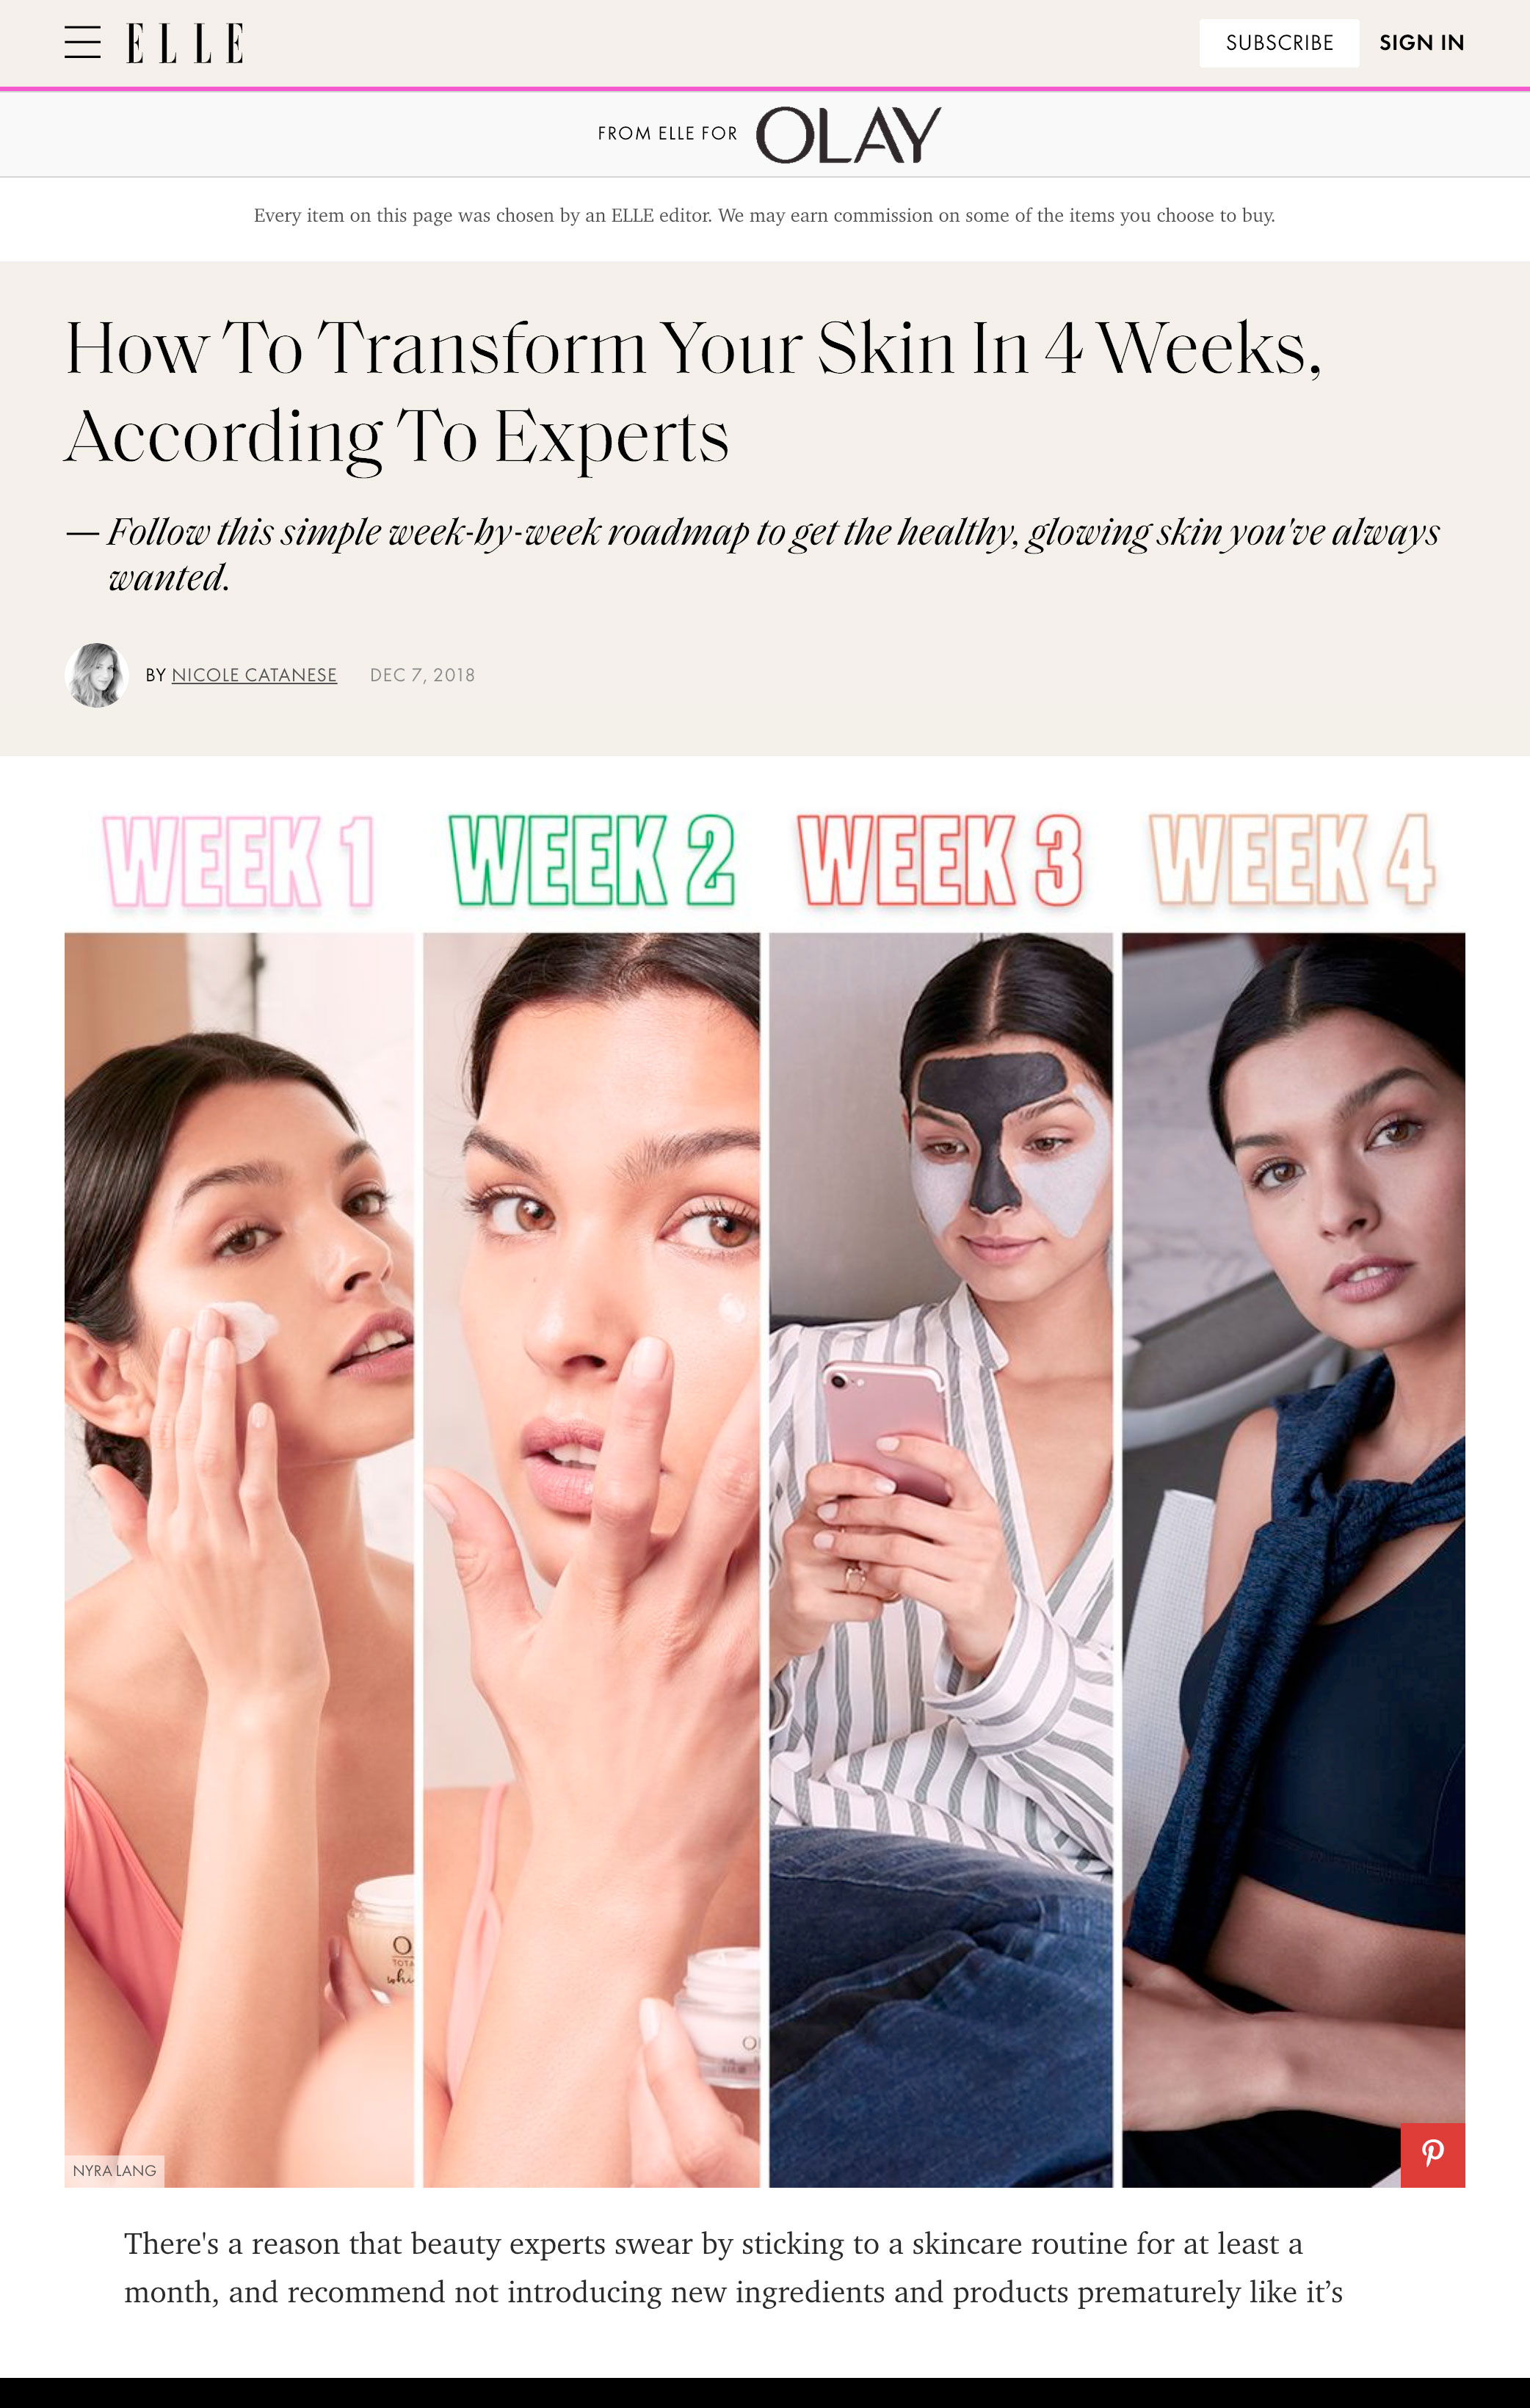 ELLE
SUBSCRIBE
SIGN IN
FROM ELLE FOR OLAY
Every item on this page was chosen by an ELLE editor. We may earn commission on some of the items you choose to buy.
How To Transform Your Skin In 4 Weeks,
According To Experts
— Follow this simple week-by-week roadmap to get the healthy, glowing skin you've always
wanted.
BY NICOLE CATANESE
DEC 7, 2018
WEEK 1
WEEK 2
WEEK 3
WEEK 4
NYRA LANG
There's a reason that beauty experts swear by sticking to a skincare routine for at least a
month, and recommend not introducing new ingredients and products prematurely like it’s